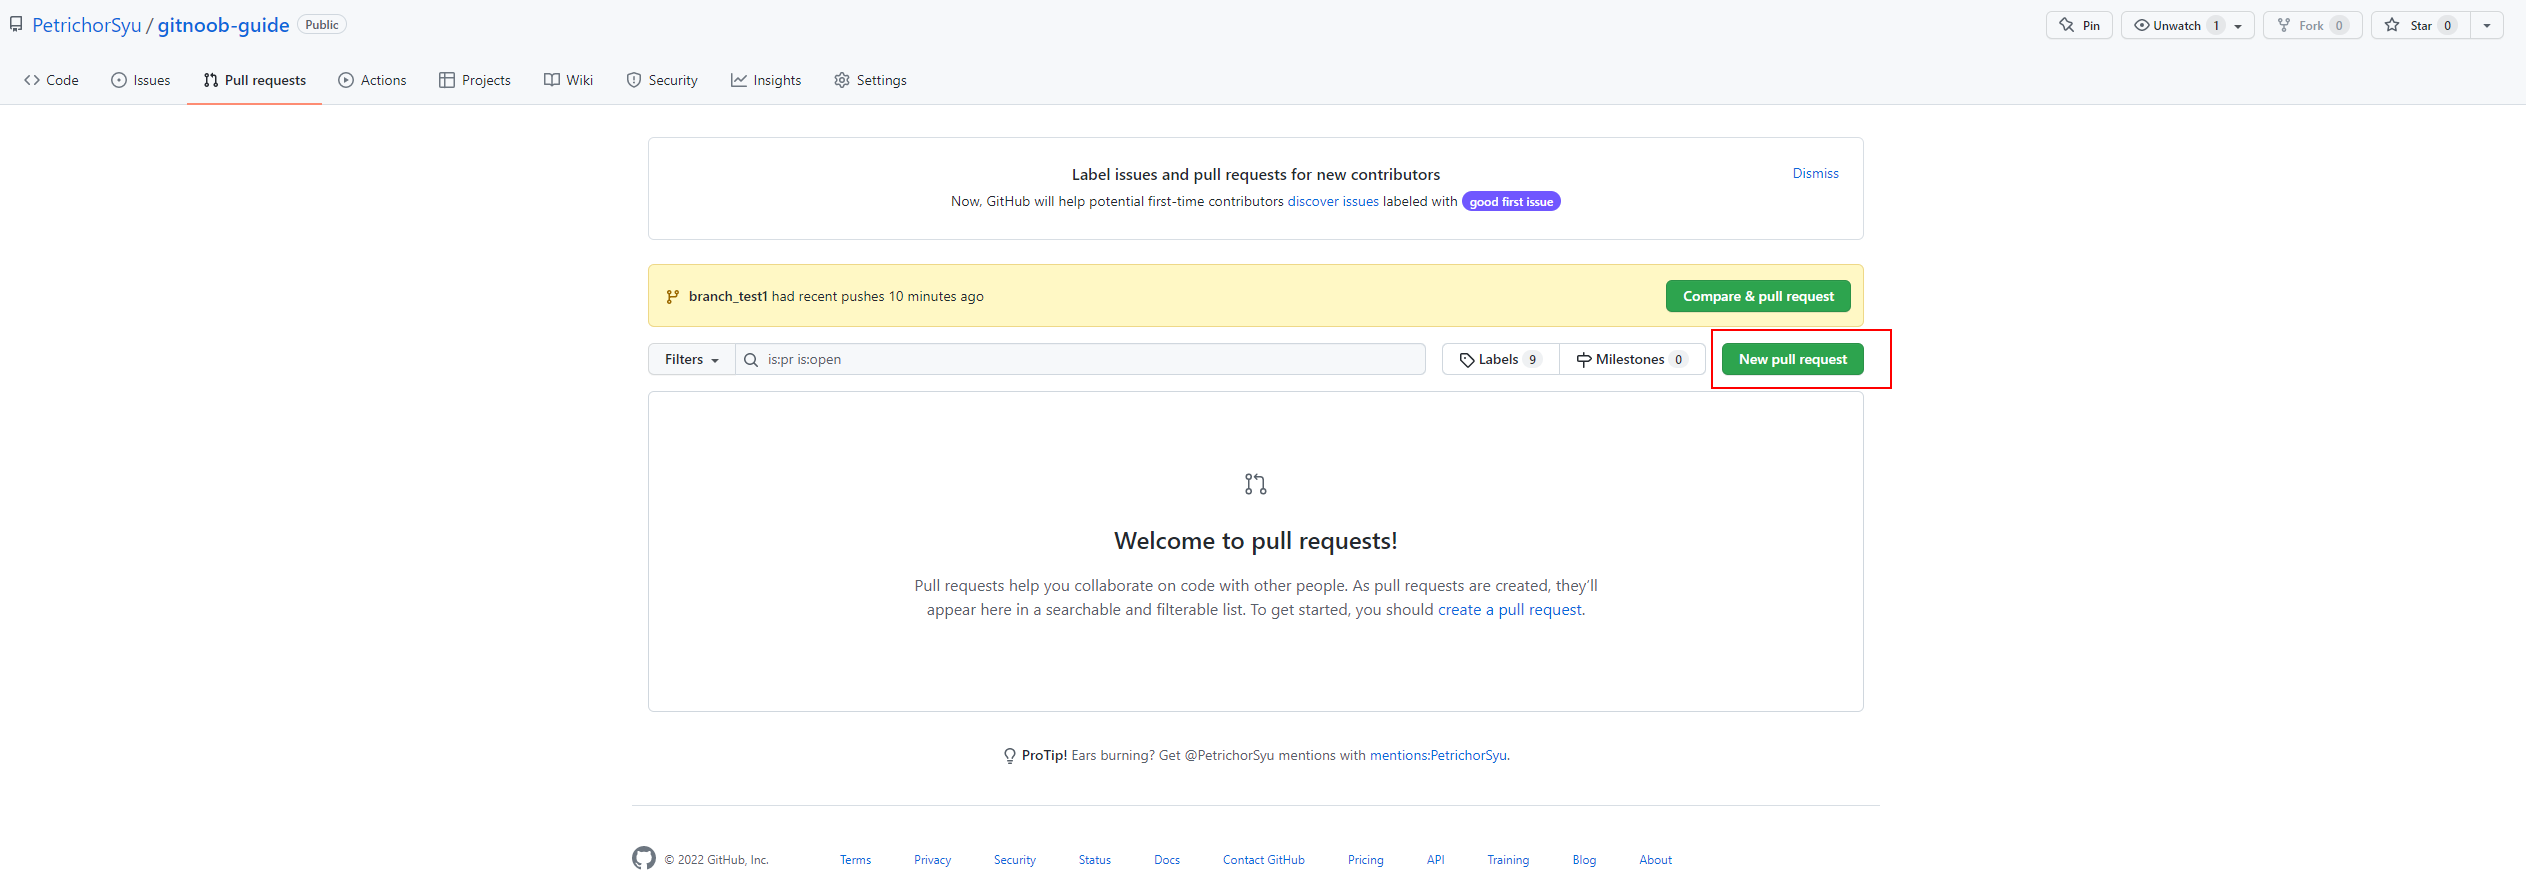 PetrichorSyu / gitnoob-guide Public
Pin Unwatch 1 Fork 0 Star 0
Code Issues Pull requests Actions Projects Wiki Security Insights Settings
Label issues and pull requests for new contributors
Dismiss
Now, GitHub will help potential first-time contributors discover issues labeled with good first issue
branch_test1 had recent pushes 10 minutes ago
Compare & pull request
Filters is:pr is:open Labels 9 Milestones 0 New pull request
Welcome to pull requests!
Pull requests help you collaborate on code with other people. As pull requests are created, they’ll
appear here in a searchable and filterable list. To get started, you should create a pull request.
ProTip! Ears burning? Get @PetrichorSyu mentions with mentions:PetrichorSyu.
© 2022 GitHub, Inc. Terms Privacy Security Status Docs Contact GitHub Pricing API Training Blog About